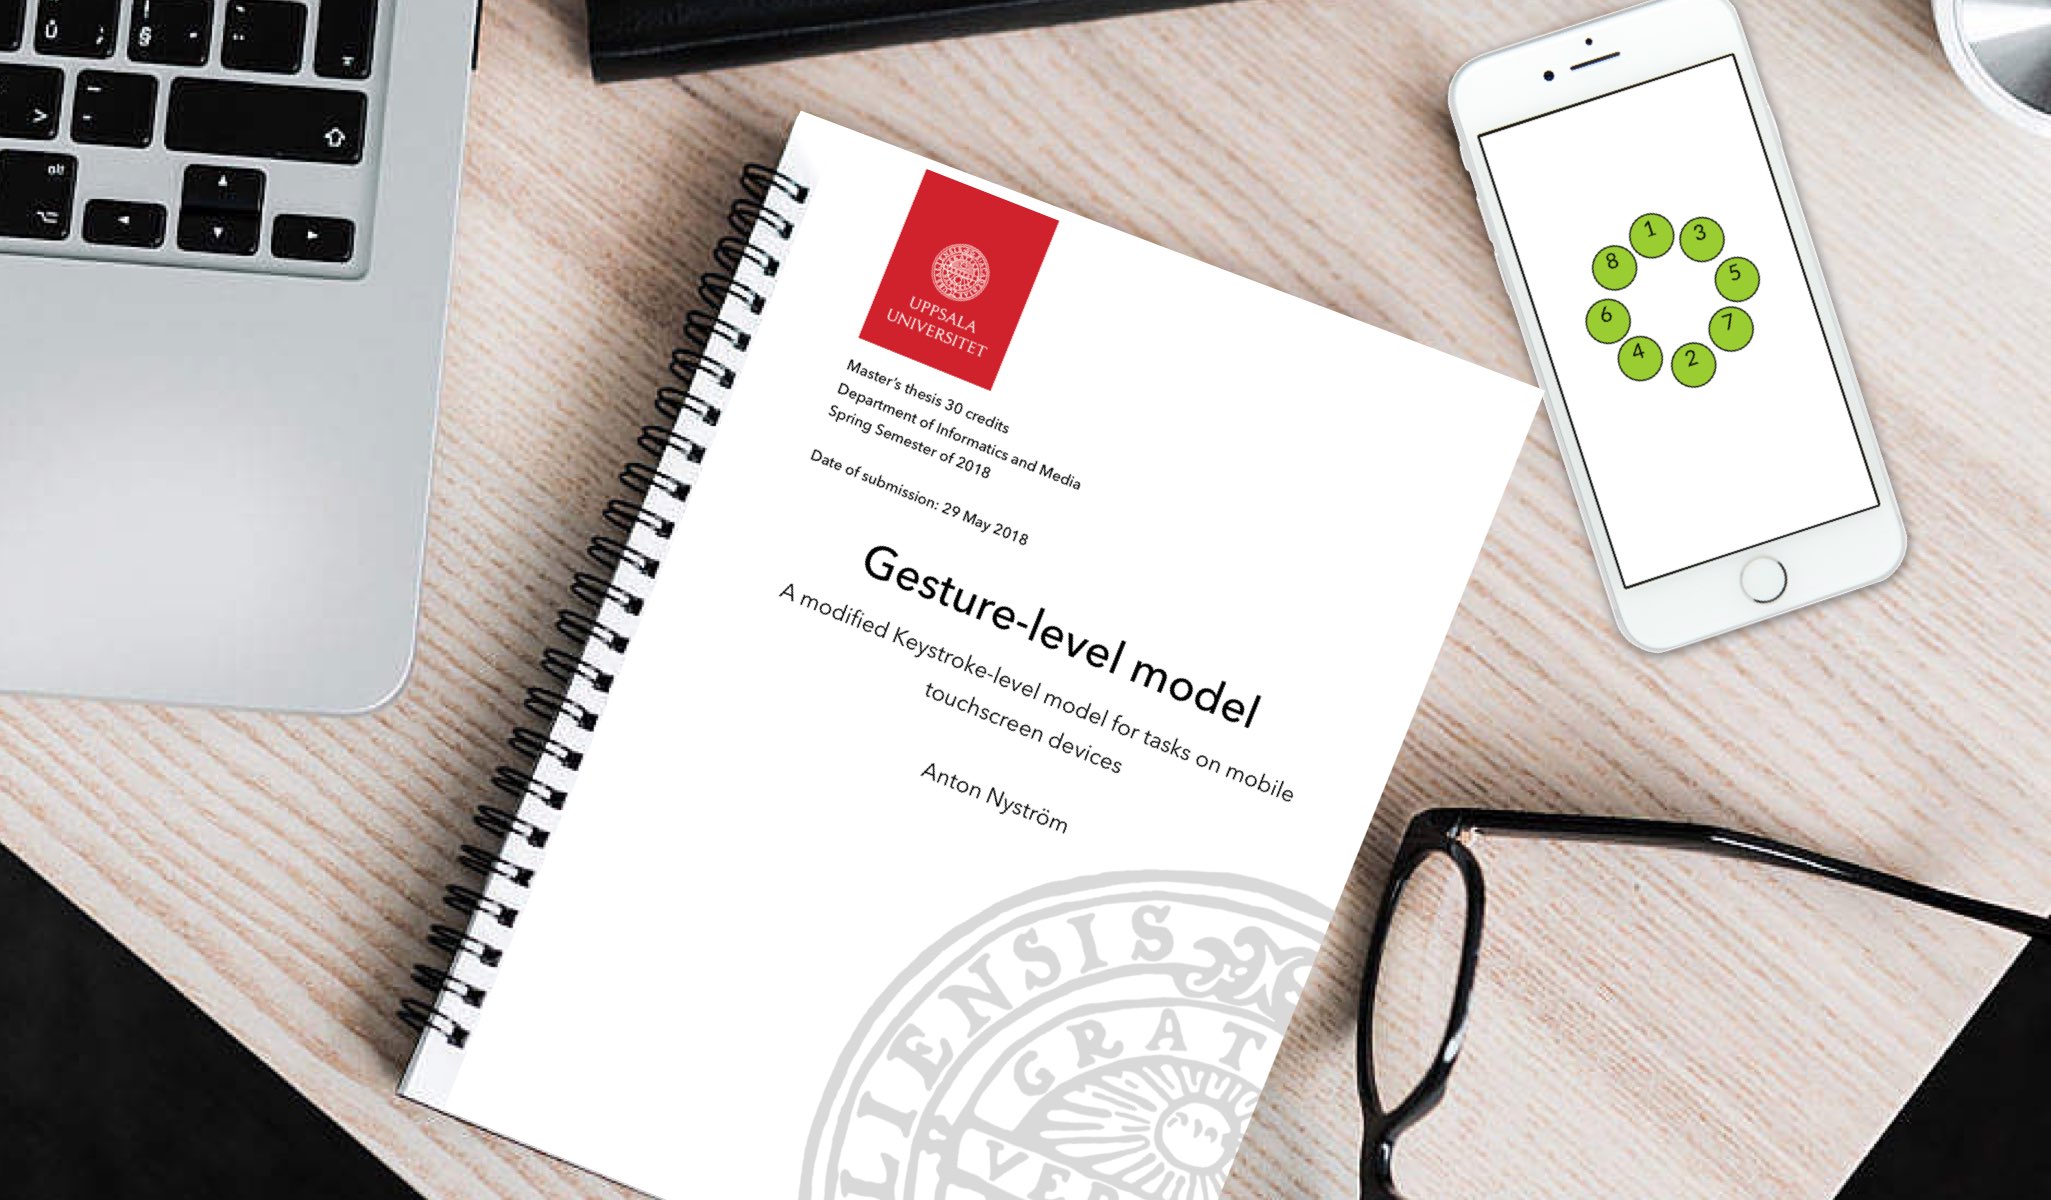 UPPSALA
UNIVERSITET
Master's thesis 30 credits
Department of Informatics and Media
Spring Semester of 2018
Date of submission: 29 May 2018
Gesture-level model
A modified Keystroke-level model for tasks on mobile
touchscreen devices
Anton Nyström
LIENSIS
GRAT
VER
1
3
8
5
6
7
4
2
alt